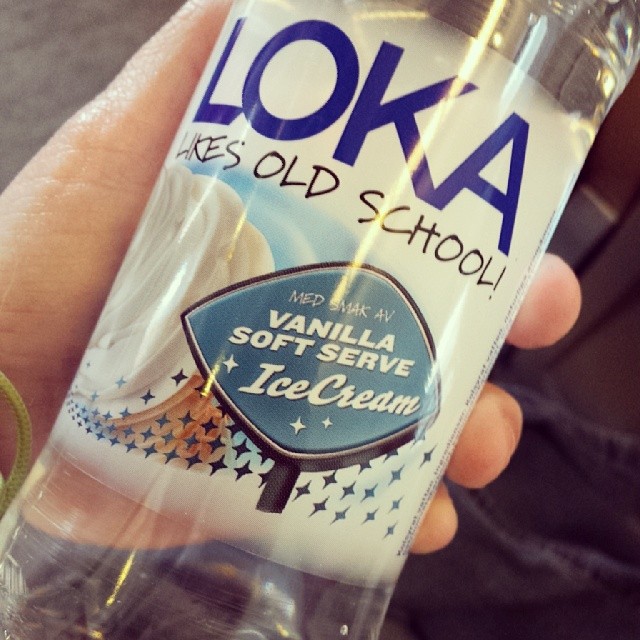 LOKA
LIKES OLD SCHOOL!
MED SMAK AV
VANILLA
SOFT SERVE
IceCream